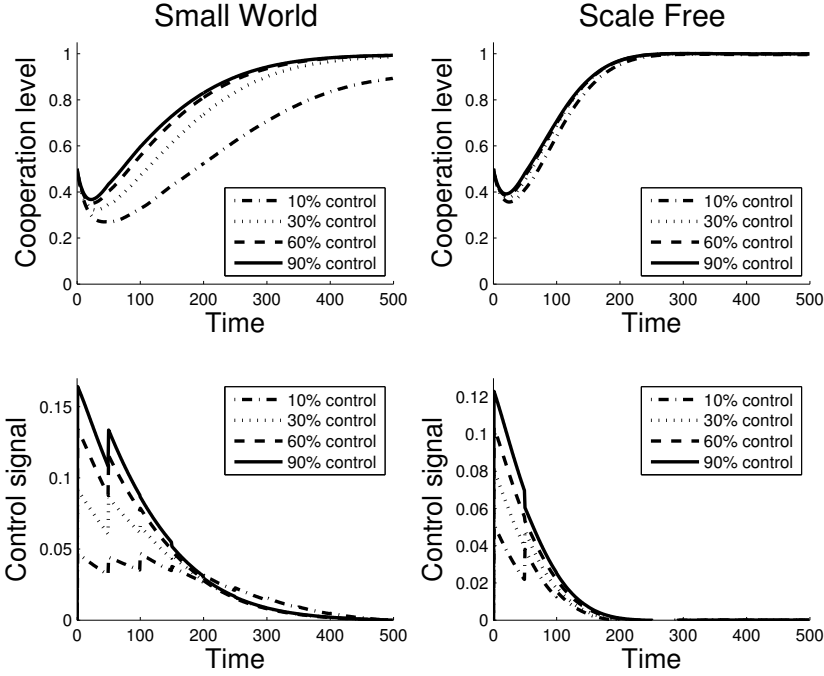 Small World
Scale Free
Cooperation level
1
0.8
0.6
0.4
0.2
0
0 100 200 300 400 500
Time
10% control
30% control
60% control
90% control
Cooperation level
1
0.8
0.6
0.4
0.2
0
0 100 200 300 400 500
Time
10% control
30% control
60% control
90% control
Control signal
0.15
0.1
0.05
0
0 100 200 300 400 500
Time
10% control
30% control
60% control
90% control
Control signal
0.12
0.1
0.08
0.06
0.04
0.02
0
0 100 200 300 400 500
Time
10% control
30% control
60% control
90% control